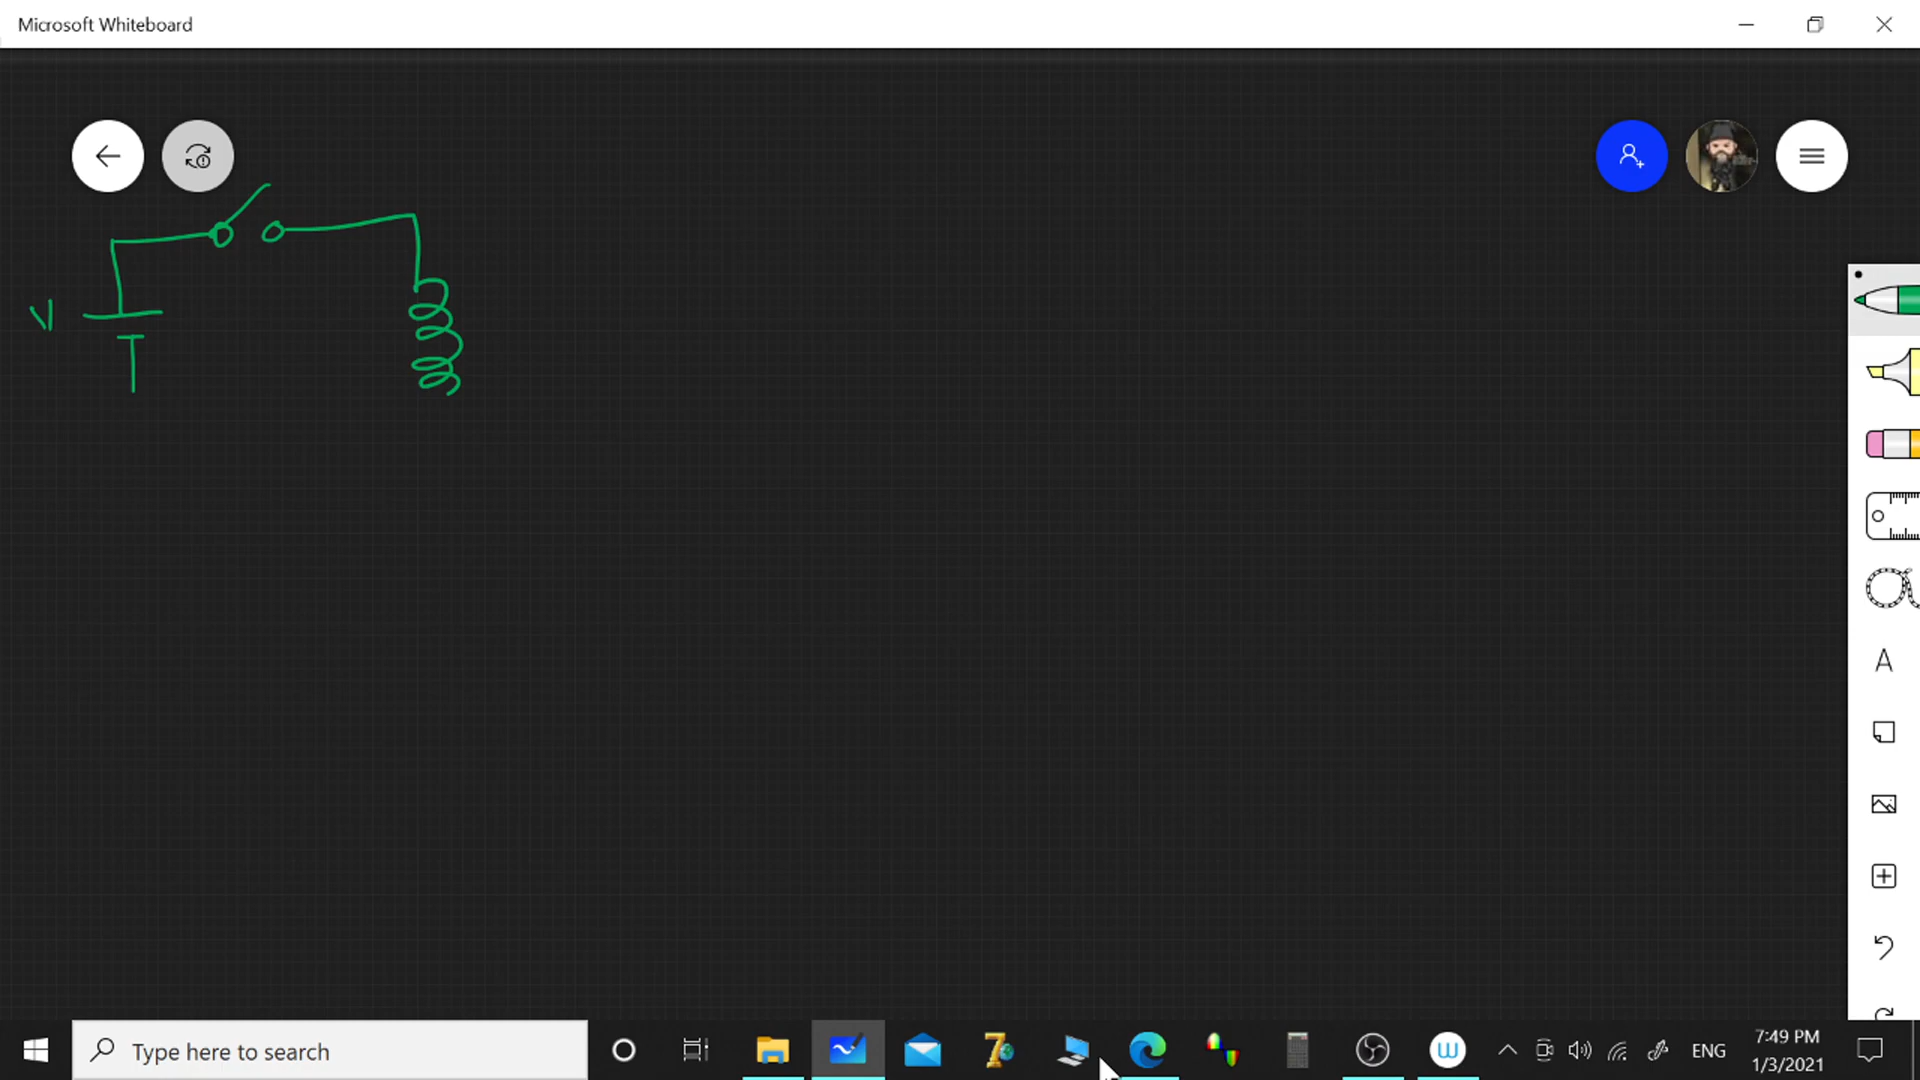 Microsoft Whiteboard
V
A
Type here to search
ENG
7:49 PM
1/3/2021